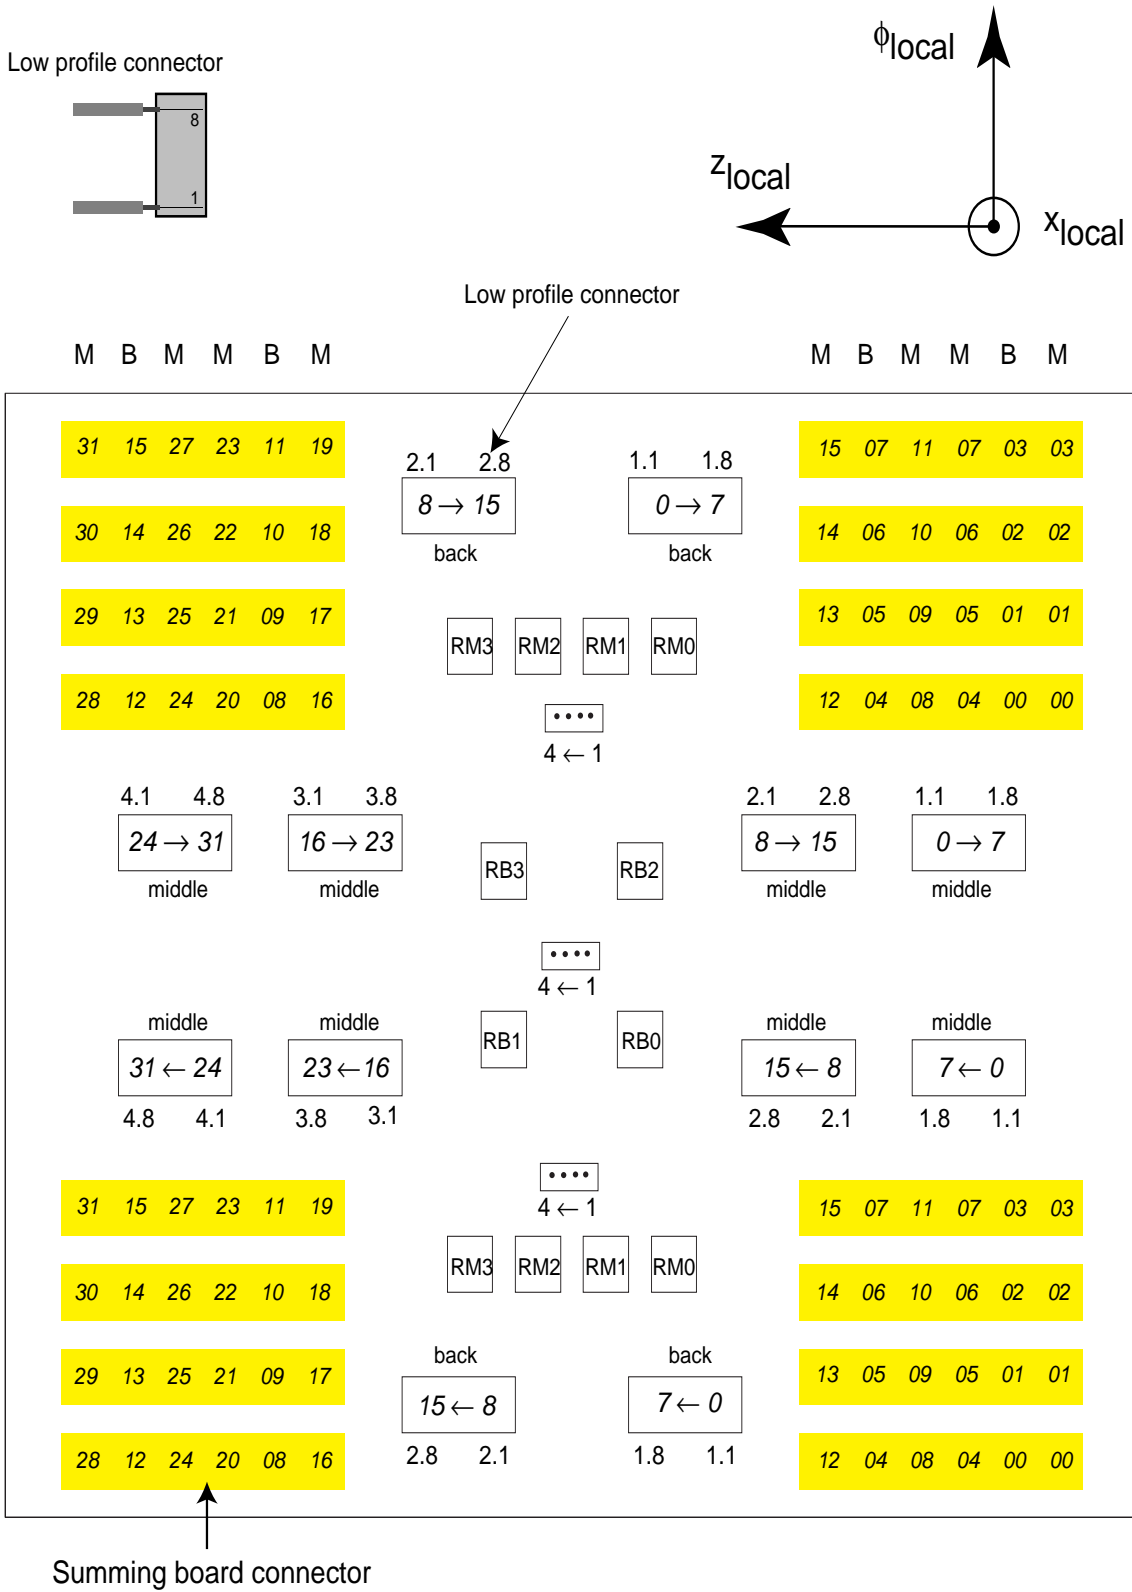 ϕlocal
Low profile connector
8
1
zlocal
xlocal
Low profile connector
M B M M B M M B M M B M
31 15 27 23 11 19 15 07 11 07 03 03
2.1 2.8 1.1 1.8
8 → 15 0 → 7
30 14 26 22 10 18 14 06 10 06 02 02
back back
29 13 25 21 09 17 13 05 09 05 01 01
RM3 RM2 RM1 RM0
28 12 24 20 08 16 12 04 08 04 00 00
4 ← 1
4.1 4.8 3.1 3.8 2.1 2.8 1.1 1.8
24 → 31 16 → 23 8 → 15 0 → 7
RB3 RB2
middle middle middle middle
4 ← 1
middle middle middle middle
RB1 RB0
31 ← 24 23 ← 16 15 ← 8 7 ← 0
4.8 4.1 3.8 3.1 2.8 2.1 1.8 1.1
31 15 27 23 11 19 15 07 11 07 03 03
4 ← 1
RM3 RM2 RM1 RM0
30 14 26 22 10 18 14 06 10 06 02 02
back back
29 13 25 21 09 17 13 05 09 05 01 01
15 ← 8 7 ← 0
2.8 2.1 1.8 1.1
28 12 24 20 08 16 12 04 08 04 00 00
Summing board connector